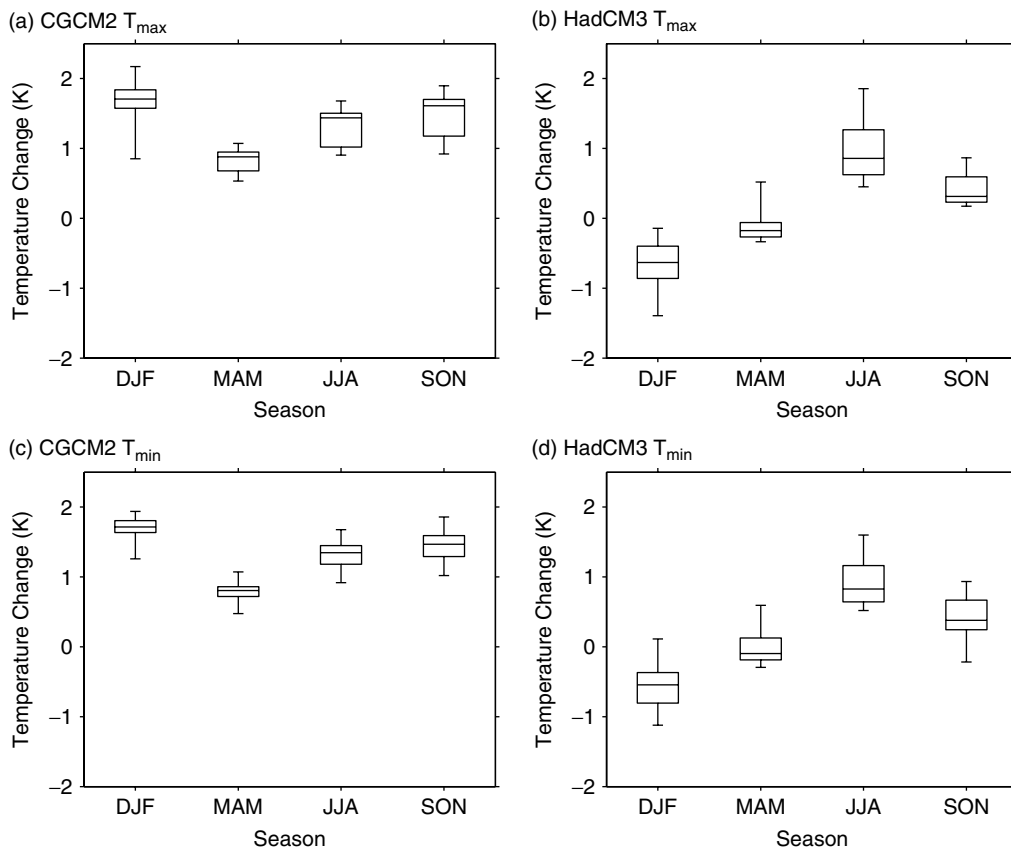 (a) CGCM2 Tmax
Temperature Change (K)
2
1
0
−1
−2
DJF MAM JJA SON
Season
(b) HadCM3 Tmax
Temperature Change (K)
2
1
0
−1
−2
DJF MAM JJA SON
Season
(c) CGCM2 Tmin
Temperature Change (K)
2
1
0
−1
−2
DJF MAM JJA SON
Season
(d) HadCM3 Tmin
Temperature Change (K)
2
1
0
−1
−2
DJF MAM JJA SON
Season